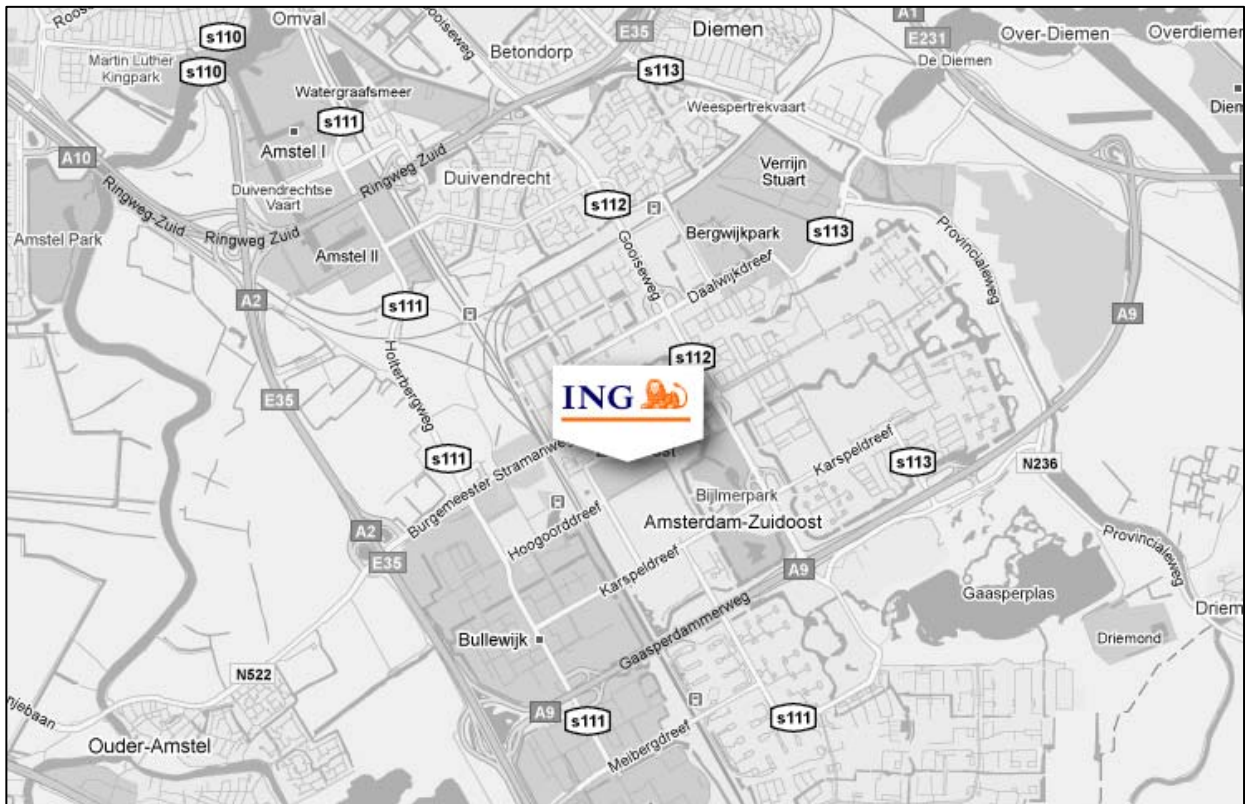 Omval
s110
Gooiseweg
E35
Diemen
A1
E231
Over-Diemen
Overdiemen
Betondorp
De Diemen
Martin Luther
Kingpark
s110
s113
Watergraafsmeer
s111
Weespertrekvaart
Amstel I
A10
Ringweg Zuid
Duivendrecht
Verrijn
Stuart
Duivendrechtse
Vaart
Ringweg-Zuid
s112
Amstel Park
Ringweg Zuid
Bergwijkpark
s113
Provincialeweg
Amstel II
Gooiseweg
Daalwijkdreef
A2
s111
A9
Holterbergweg
s112
ING
E35
s111
Burgemeester Stramanweg
Karspeldreef
s113
N236
Bijlmerpark
Hoogoorddreef
Amsterdam-Zuidoost
A2
E35
Karspeldreef
A9
Provincialeweg
Gaasperplas
Gaasperdammerweg
Bullewijk
Driemond
N522
A9
s111
s111
Ouder-Amstel
Meibergdreef